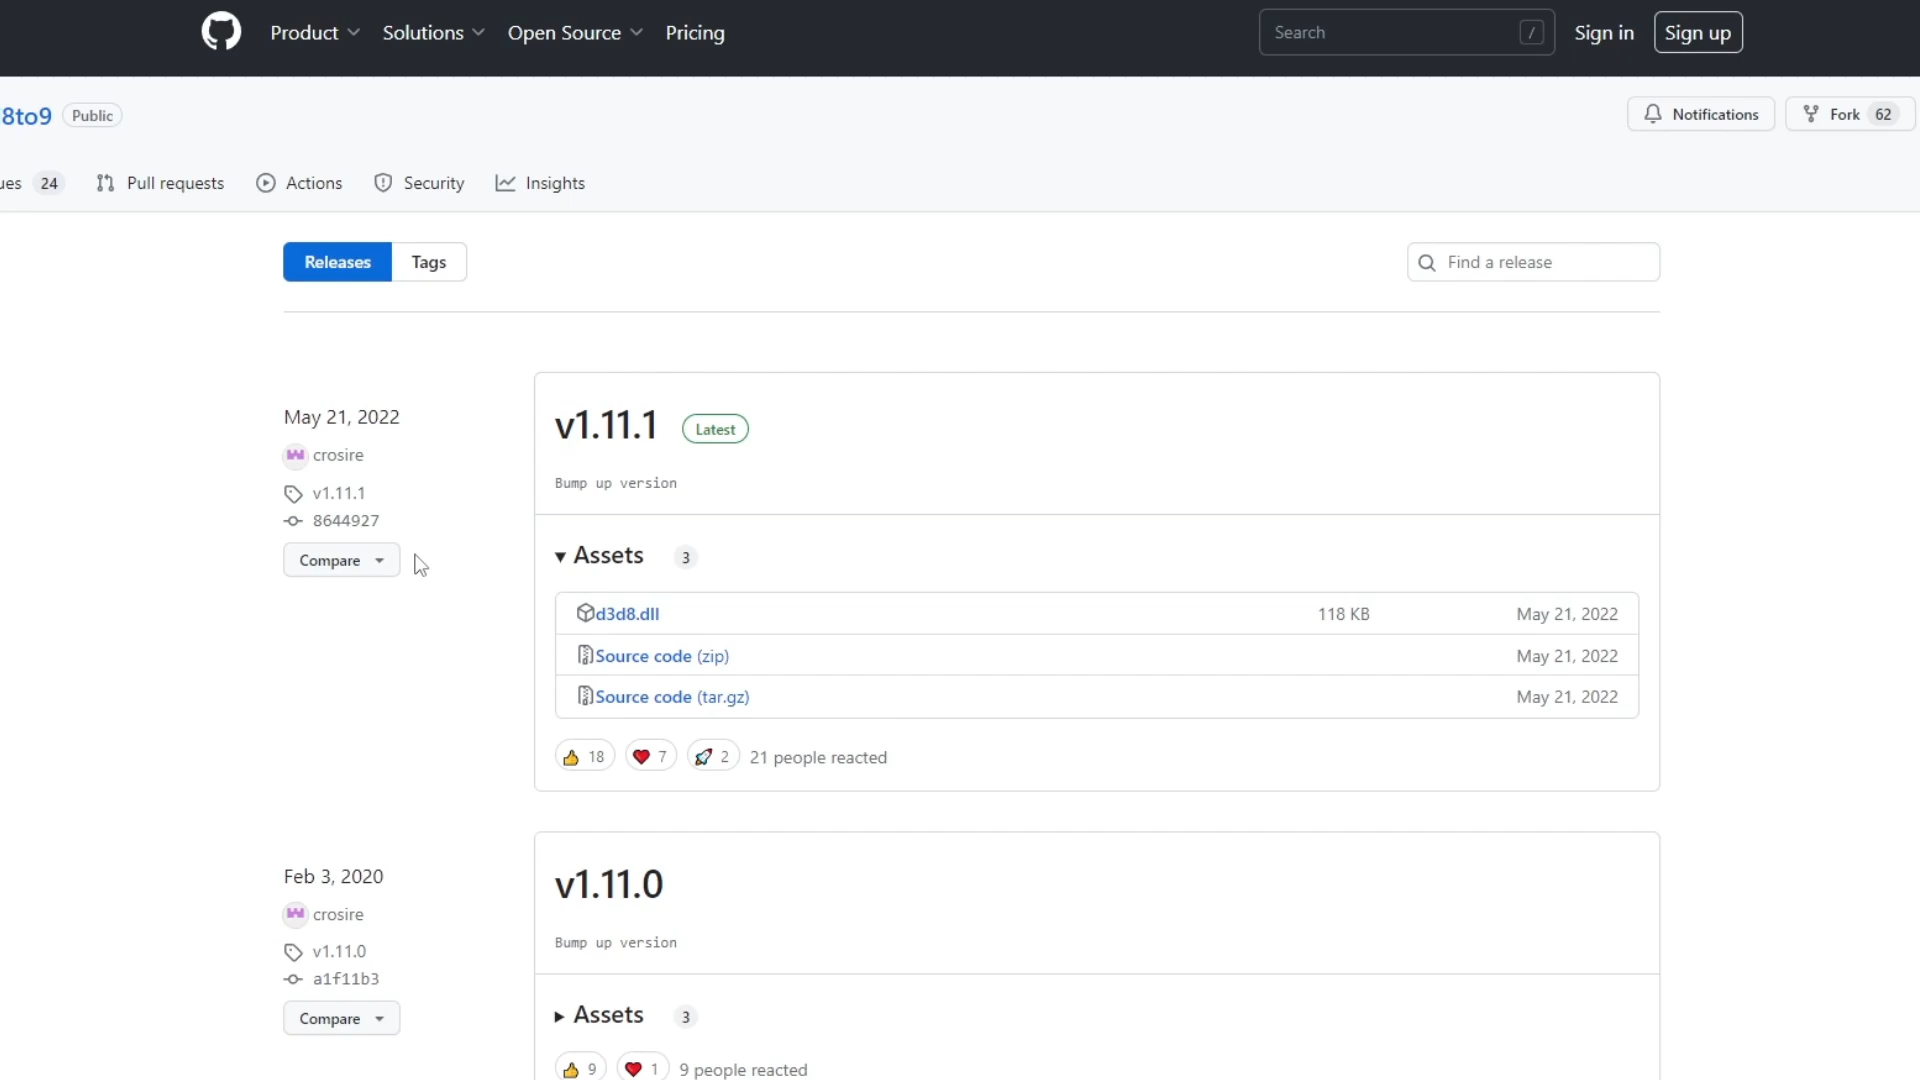 Product Solutions Open Source Pricing Search / Sign in Sign up
8to9 Public Notifications Fork 62
ues 24 Pull requests Actions Security Insights
Releases Tags Find a release
May 21, 2022
crosire
v1.11.1
8644927
Compare
v1.11.1 Latest
Bump up version
Assets 3
d3d8.dll 118 KB May 21, 2022
Source code (zip) May 21, 2022
Source code (tar.gz) May 21, 2022
18 7 2 21 people reacted
Feb 3, 2020
crosire
v1.11.0
a1f11b3
Compare
v1.11.0
Bump up version
Assets 3
9 1 9 people reacted